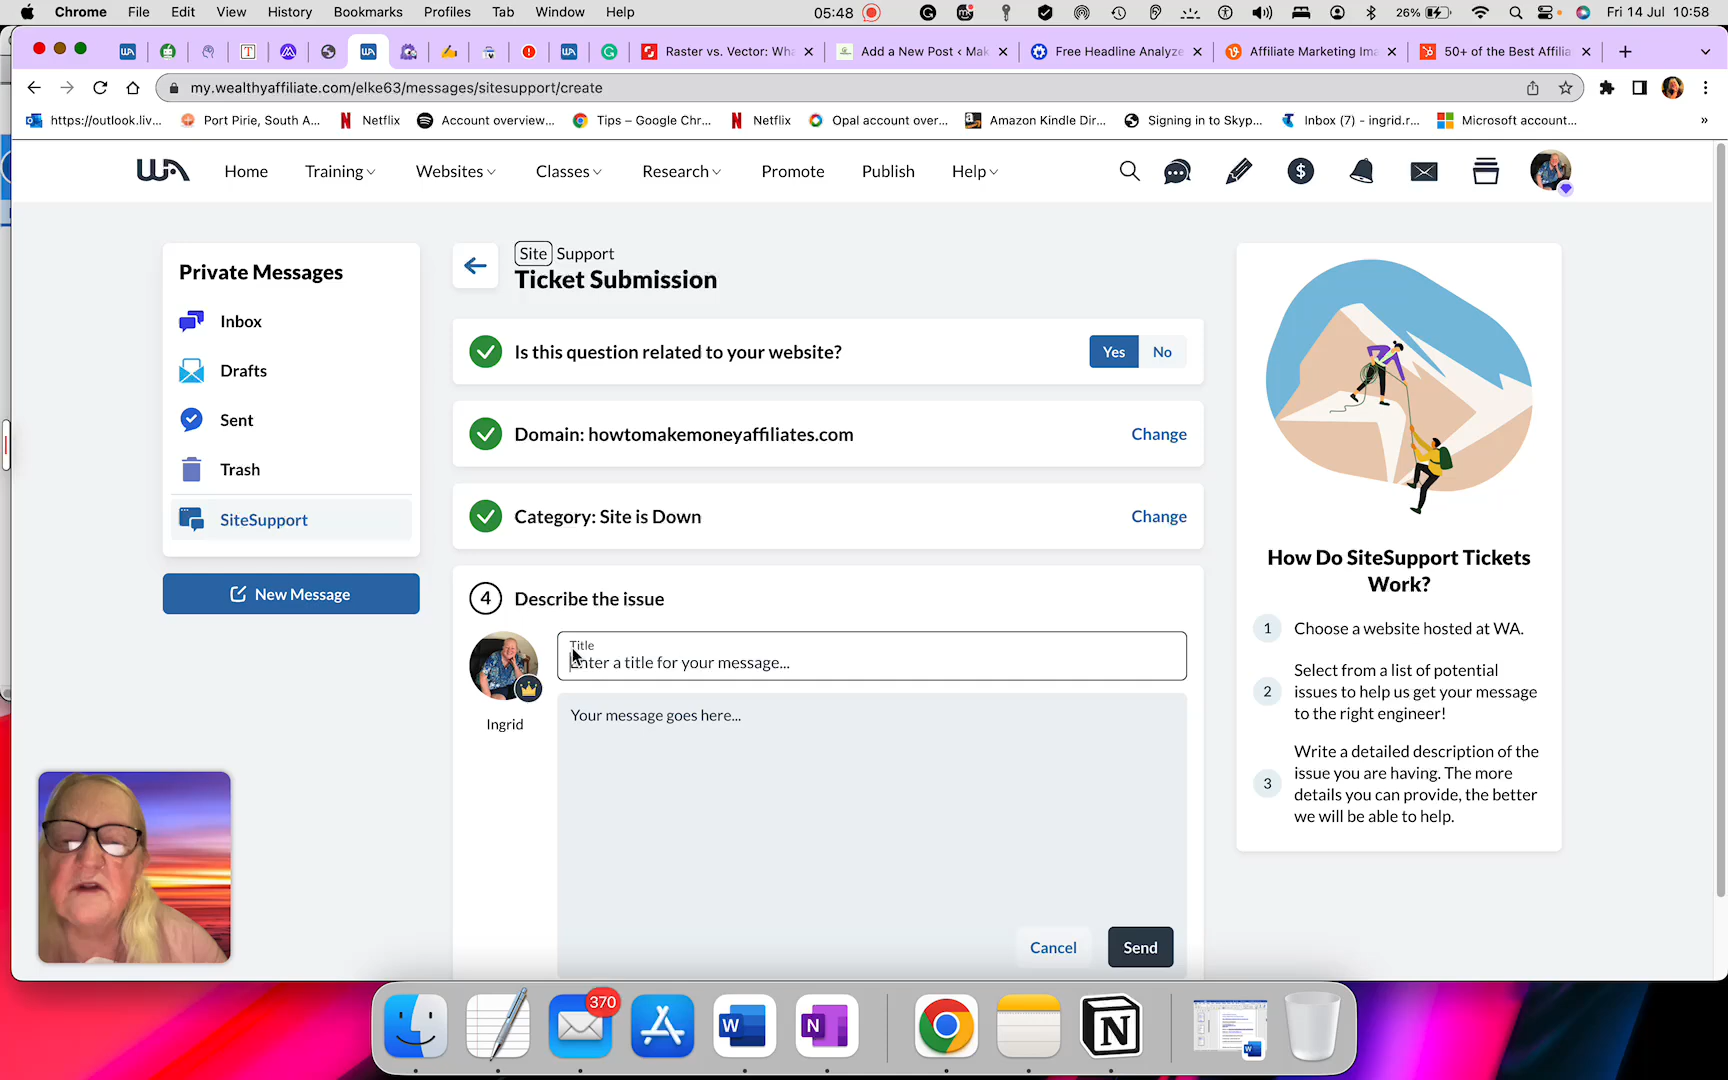 Chrome File Edit View History Bookmarks Profiles Tab Window Help 05:48 26% Fri 14 Jul 10:58
Raster vs. Vector: Wh Add a New Post ‹ Mak Free Headline Analyze Affiliate Marketing Ima 50+ of the Best Affilia
my.wealthyaffiliate.com/elke63/messages/sitesupport/create
https://outlook.liv... Port Pirie, South A... Netflix Account overview... Tips – Google Chr... Netflix Opal account over... Amazon Kindle Dir... Signing in to Skyp... Inbox (7) - ingrid.r... Microsoft account... »
WA Home Training Websites Classes Research Promote Publish Help
Private Messages
Inbox
Drafts
Sent
Trash
SiteSupport
New Message
Site Support
Ticket Submission
Is this question related to your website? Yes No
Domain: howtomakemoneyaffiliates.com Change
Category: Site is Down Change
4 Describe the issue
Title
Enter a title for your message...
Ingrid
Your message goes here...
Cancel Send
How Do SiteSupport Tickets
Work?
1 Choose a website hosted at WA.
2 Select from a list of potential
issues to help us get your message
to the right engineer!
3 Write a detailed description of the
issue you are having. The more
details you can provide, the better
we will be able to help.
370
W
N
N
W